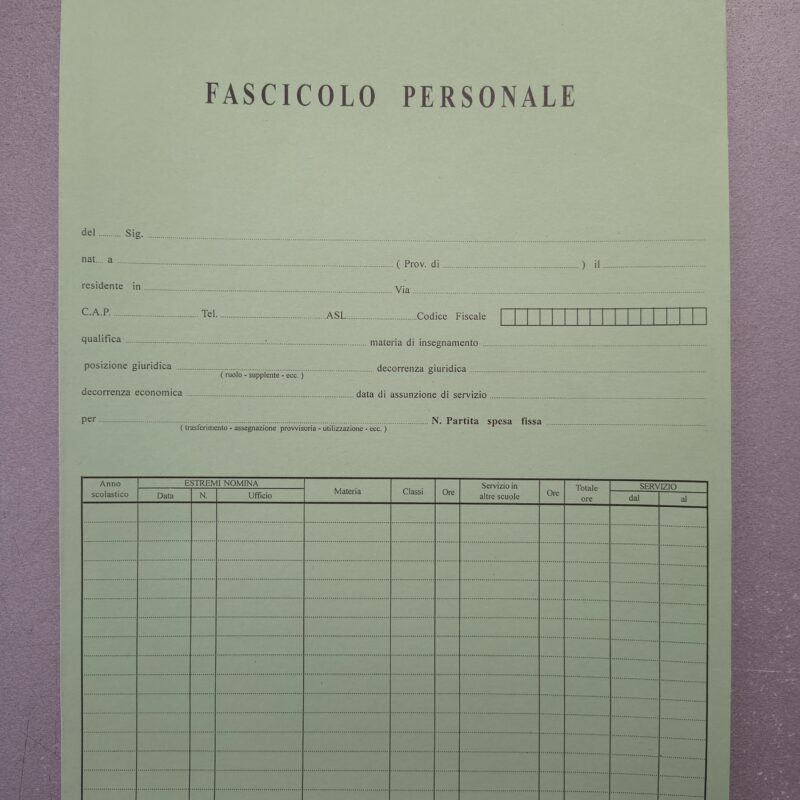 FASCICOLO PERSONALE
del ........ Sig. ........
nat... a ........ ( Prov. di ........ ) il ........
residente in ........ Via ........
C.A.P. ........ Tel. ........ ASL ........ Codice Fiscale
qualifica ........ materia di insegnamento ........
posizione giuridica ........ decorrenza giuridica ........
( ruolo - supplente - ecc. )
decorrenza economica ........ data di assunzione di servizio ........
per ........ N. Partita spesa fissa ........
( trasferimento - assegnazione provvisoria - utilizzazione - ecc. )
Anno scolastico ESTREMI NOMINA Materia Classi Ore Servizio in altre scuole Ore Totale ore SERVIZIO
Data N. Ufficio dal al